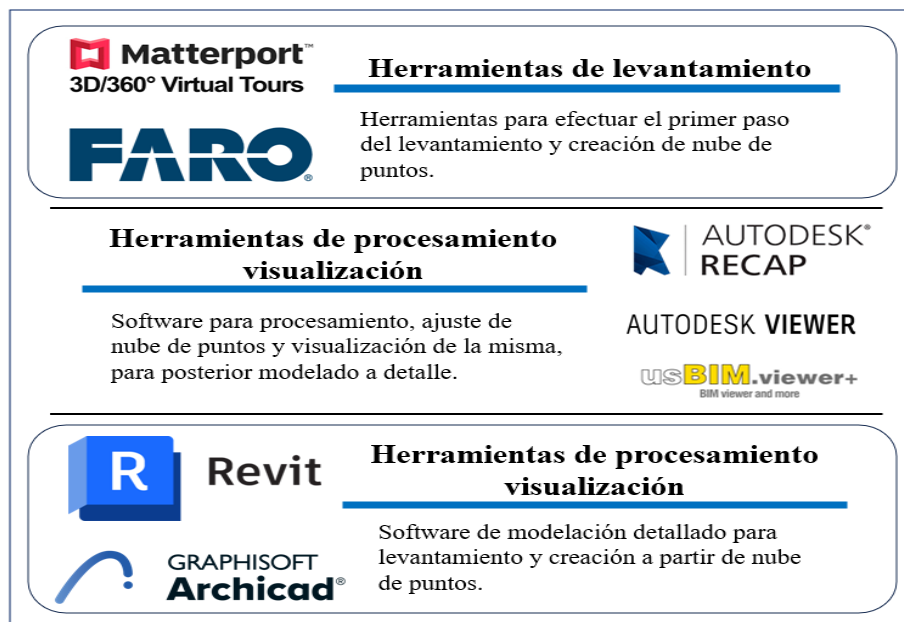 Matterport™
3D/360° Virtual Tours
FARO®
Herramientas de levantamiento
Herramientas para efectuar el primer paso
del levantamiento y creación de nube de
puntos.
Herramientas de procesamiento
visualización
Software para procesamiento, ajuste de
nube de puntos y visualización de la misma,
para posterior modelado a detalle.
AUTODESK®
RECAP
AUTODESK VIEWER
usBIM.viewer+
BIM viewer and more
R Revit
GRAPHISOFT
Archicad®
Herramientas de procesamiento
visualización
Software de modelación detallado para
levantamiento y creación a partir de nube
de puntos.